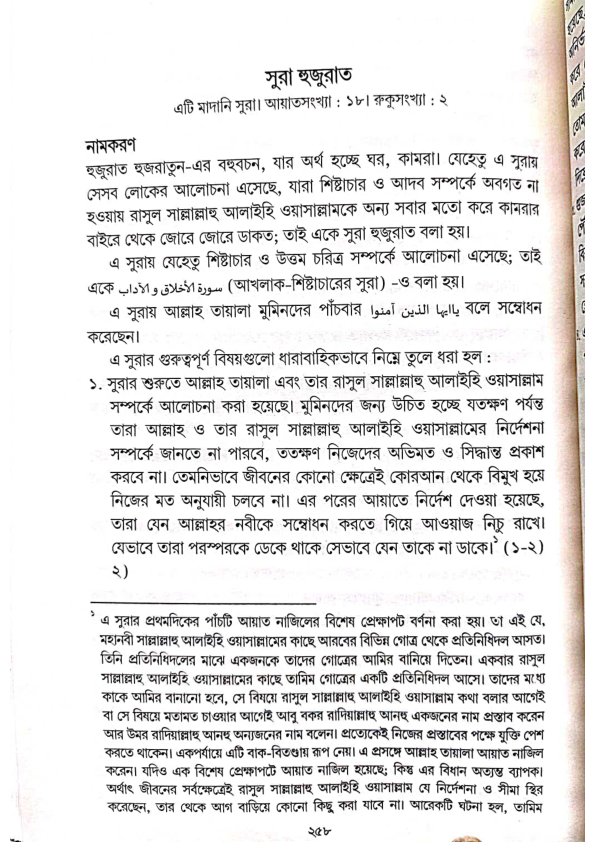 সুরা হুজুরাত
এটি মাদানি সুরা। আয়াতসংখ্যা : ১৮। রুকুসংখ্যা : ২
নামকরণ
হুজুরাত হুজরাতুন-এর বহুবচন, যার অর্থ হচ্ছে ঘর, কামরা। যেহেতু এ সুরায়
সেসব লোকের আলোচনা এসেছে, যারা শিষ্টাচার ও আদব সম্পর্কে অবগত না
হওয়ায় রাসুল সাল্লাল্লাহু আলাইহি ওয়াসাল্লামকে অন্য সবার মতো করে কামরার
বাইরে থেকে জোরে জোরে ডাকত; তাই একে সুরা হুজুরাত বলা হয়।
এ সুরায় যেহেতু শিষ্টাচার ও উত্তম চরিত্র সম্পর্কে আলোচনা এসেছে; তাই
একে سورة الأخلاق و الأداب (আখলাক-শিষ্টাচারের সুরা) -ও বলা হয়।
এ সুরায় আল্লাহ তায়ালা মুমিনদের পাঁচবার ياايها الذين آمنوا বলে সম্বোধন
করেছেন।
এ সুরার গুরুত্বপূর্ণ বিষয়গুলো ধারাবাহিকভাবে নিম্নে তুলে ধরা হল :
১. সুরার শুরুতে আল্লাহ তায়ালা এবং তার রাসুল সাল্লাল্লাহু আলাইহি ওয়াসাল্লাম
সম্পর্কে আলোচনা করা হয়েছে। মুমিনদের জন্য উচিত হচ্ছে যতক্ষণ পর্যন্ত
তারা আল্লাহ ও তার রাসুল সাল্লাল্লাহু আলাইহি ওয়াসাল্লামের নির্দেশনা
সম্পর্কে জানতে না পারবে, ততক্ষণ নিজেদের অভিমত ও সিদ্ধান্ত প্রকাশ
করবে না। তেমনিভাবে জীবনের কোনো ক্ষেত্রেই কোরআন থেকে বিমুখ হয়ে
নিজের মত অনুযায়ী চলবে না। এর পরের আয়াতে নির্দেশ দেওয়া হয়েছে,
তারা যেন আল্লাহর নবীকে সম্বোধন করতে গিয়ে আওয়াজ নিচু রাখে।
যেভাবে তারা পরস্পরকে ডেকে থাকে সেভাবে যেন তাকে না ডাকে।১ (১-২)
২)
১ এ সুরার প্রথমদিকের পাঁচটি আয়াত নাজিলের বিশেষ প্রেক্ষাপট বর্ণনা করা হয়। তা এই যে,
মহানবী সাল্লাল্লাহু আলাইহি ওয়াসাল্লামের কাছে আরবের বিভিন্ন গোত্র থেকে প্রতিনিধিদল আসত।
তিনি প্রতিনিধিদলের মাঝে একজনকে তাদের গোত্রের আমির বানিয়ে দিতেন। একবার রাসুল
সাল্লাল্লাহু আলাইহি ওয়াসাল্লামের কাছে তামিম গোত্রের একটি প্রতিনিধিদল আসে। তাদের মধ্যে
কাকে আমির বানানো হবে, সে বিষয়ে রাসুল সাল্লাল্লাহু আলাইহি ওয়াসাল্লাম কথা বলার আগেই
বা সে বিষয়ে মতামত চাওয়ার আগেই আবু বকর রাদিয়াল্লাহু আনহু একজনের নাম প্রস্তাব করেন
আর উমর রাদিয়াল্লাহু আনহু অন্যজনের নাম বলেন। প্রত্যেকেই নিজের প্রস্তাবের পক্ষে যুক্তি পেশ
করতে থাকেন। একপর্যায়ে এটি বাক-বিতণ্ডায় রূপ নেয়। এ প্রসঙ্গে আল্লাহ তায়ালা আয়াত নাজিল
করেন। যদিও এক বিশেষ প্রেক্ষাপটে আয়াত নাজিল হয়েছে; কিন্তু এর বিধান অত্যন্ত ব্যাপক।
অর্থাৎ জীবনের সর্বক্ষেত্রেই রাসুল সাল্লাল্লাহু আলাইহি ওয়াসাল্লাম যে নির্দেশনা ও সীমা স্থির
করেছেন, তার থেকে আগ বাড়িয়ে কোনো কিছু করা যাবে না। আরেকটি ঘটনা হল, তামিম
২৫৮